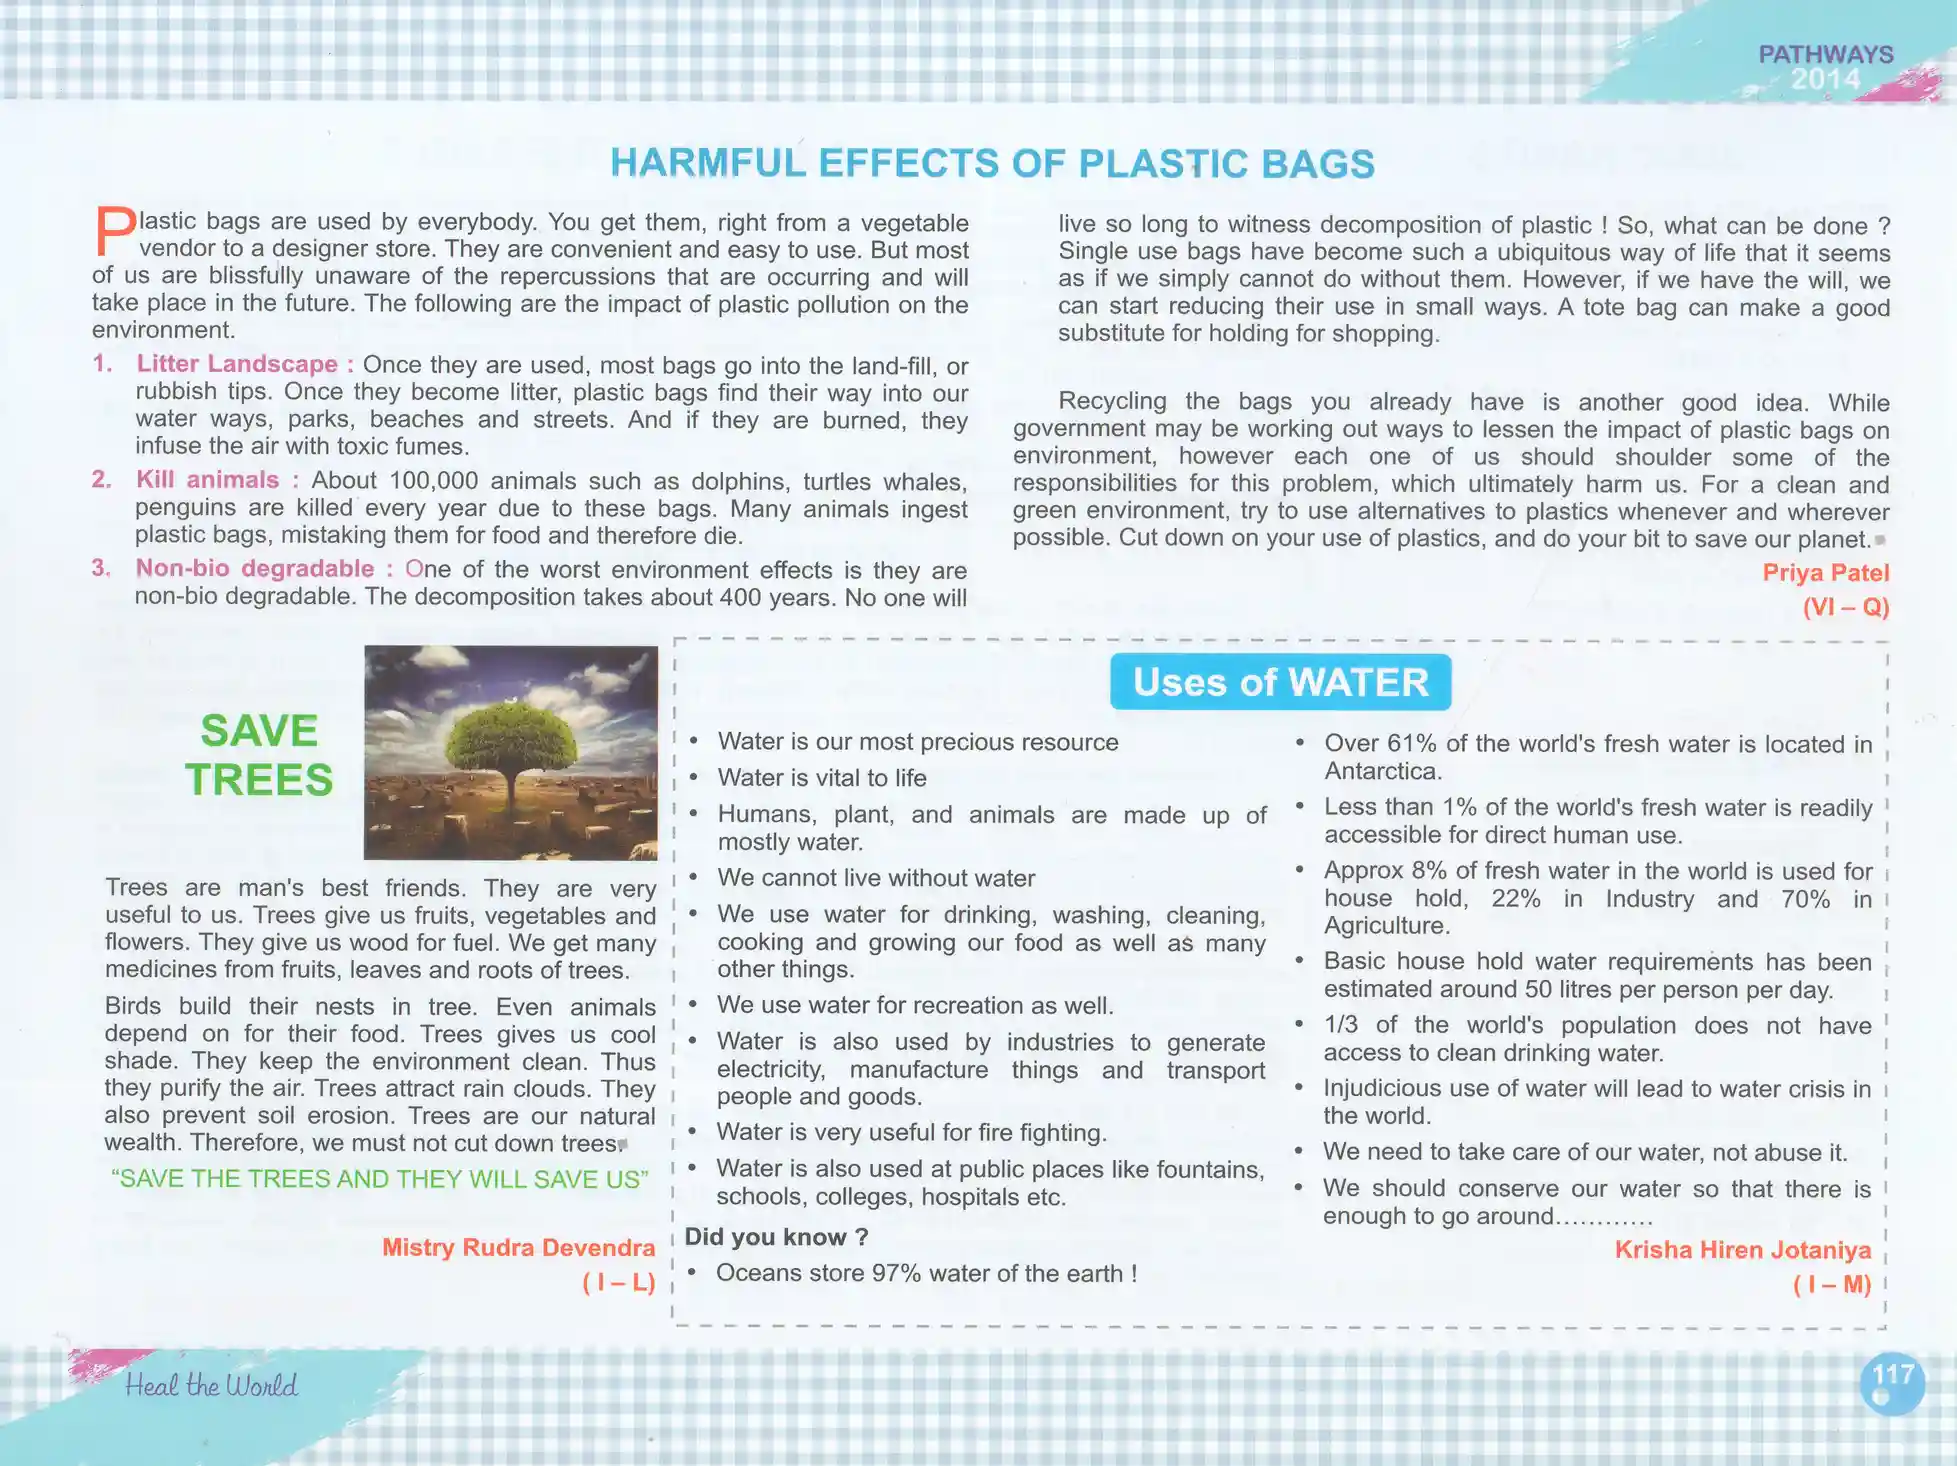 PATHWAYS
2014
HARMFUL EFFECTS OF PLASTIC BAGS
Plastic bags are used by everybody. You get them, right from a vegetable
vendor to a designer store. They are convenient and easy to use. But most
of us are blissfully unaware of the repercussions that are occurring and will
take place in the future. The following are the impact of plastic pollution on the
environment.
1. Litter Landscape : Once they are used, most bags go into the land-fill, or
rubbish tips. Once they become litter, plastic bags find their way into our
water ways, parks, beaches and streets. And if they are burned, they
infuse the air with toxic fumes.
2. Kill animals : About 100,000 animals such as dolphins, turtles whales,
penguins are killed every year due to these bags. Many animals ingest
plastic bags, mistaking them for food and therefore die.
3. Non-bio degradable : One of the worst environment effects is they are
non-bio degradable. The decomposition takes about 400 years. No one will
live so long to witness decomposition of plastic ! So, what can be done ?
Single use bags have become such a ubiquitous way of life that it seems
as if we simply cannot do without them. However, if we have the will, we
can start reducing their use in small ways. A tote bag can make a good
substitute for holding for shopping.
Recycling the bags you already have is another good idea. While
government may be working out ways to lessen the impact of plastic bags on
environment, however each one of us should shoulder some of the
responsibilities for this problem, which ultimately harm us. For a clean and
green environment, try to use alternatives to plastics whenever and wherever
possible. Cut down on your use of plastics, and do your bit to save our planet.
Priya Patel
(VI – Q)
SAVE
TREES
Trees are man's best friends. They are very
useful to us. Trees give us fruits, vegetables and
flowers. They give us wood for fuel. We get many
medicines from fruits, leaves and roots of trees.
Birds build their nests in tree. Even animals
depend on for their food. Trees gives us cool
shade. They keep the environment clean. Thus
they purify the air. Trees attract rain clouds. They
also prevent soil erosion. Trees are our natural
wealth. Therefore, we must not cut down trees.
“SAVE THE TREES AND THEY WILL SAVE US”
Mistry Rudra Devendra
( I – L)
Uses of WATER
• Water is our most precious resource
• Water is vital to life
• Humans, plant, and animals are made up of
mostly water.
• We cannot live without water
• We use water for drinking, washing, cleaning,
cooking and growing our food as well as many
other things.
• We use water for recreation as well.
• Water is also used by industries to generate
electricity, manufacture things and transport
people and goods.
• Water is very useful for fire fighting.
• Water is also used at public places like fountains,
schools, colleges, hospitals etc.
Did you know ?
• Oceans store 97% water of the earth !
• Over 61% of the world's fresh water is located in
Antarctica.
• Less than 1% of the world's fresh water is readily
accessible for direct human use.
• Approx 8% of fresh water in the world is used for
house hold, 22% in Industry and 70% in
Agriculture.
• Basic house hold water requirements has been
estimated around 50 litres per person per day.
• 1/3 of the world's population does not have
access to clean drinking water.
• Injudicious use of water will lead to water crisis in
the world.
• We need to take care of our water, not abuse it.
• We should conserve our water so that there is
enough to go around............
Krisha Hiren Jotaniya
( I – M)
Heal the World
117